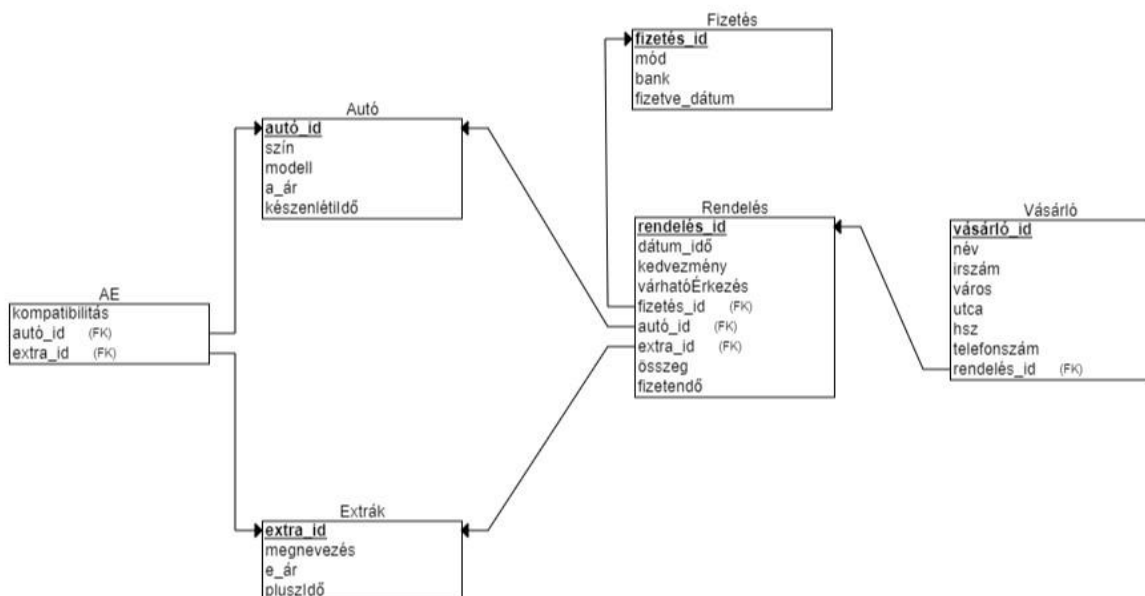 Fizetés
fizetés_id
mód
bank
fizetve_dátum
Autó
autó_id
szín
modell
a_ár
készenlétiIdő
Rendelés
rendelés_id
dátum_idő
kedvezmény
várhatóÉrkezés
fizetés_id (FK)
autó_id (FK)
extra_id (FK)
összeg
fizetendő
Vásárló
vásárló_id
név
irszám
város
utca
hsz
telefonszám
rendelés_id (FK)
AE
kompatibilitás
autó_id (FK)
extra_id (FK)
Extrák
extra_id
megnevezés
e_ár
pluszIdő